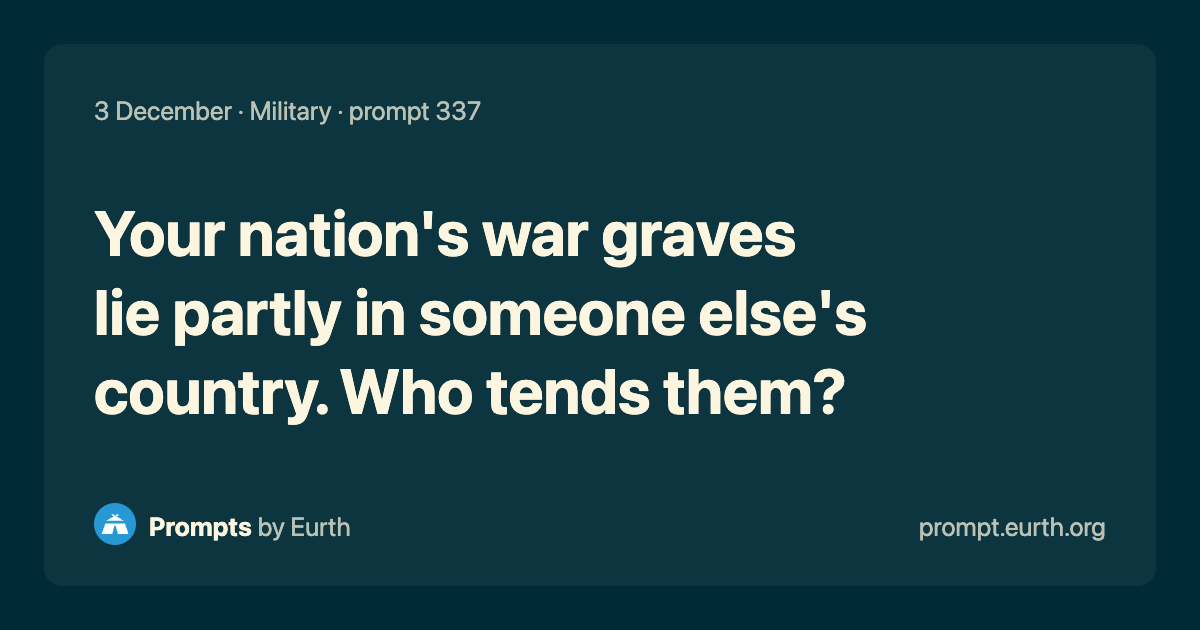 3 December · Military · prompt 337
Your nation's war graves
lie partly in someone else's
country. Who tends them?
Prompts by Eurth
prompt.eurth.org